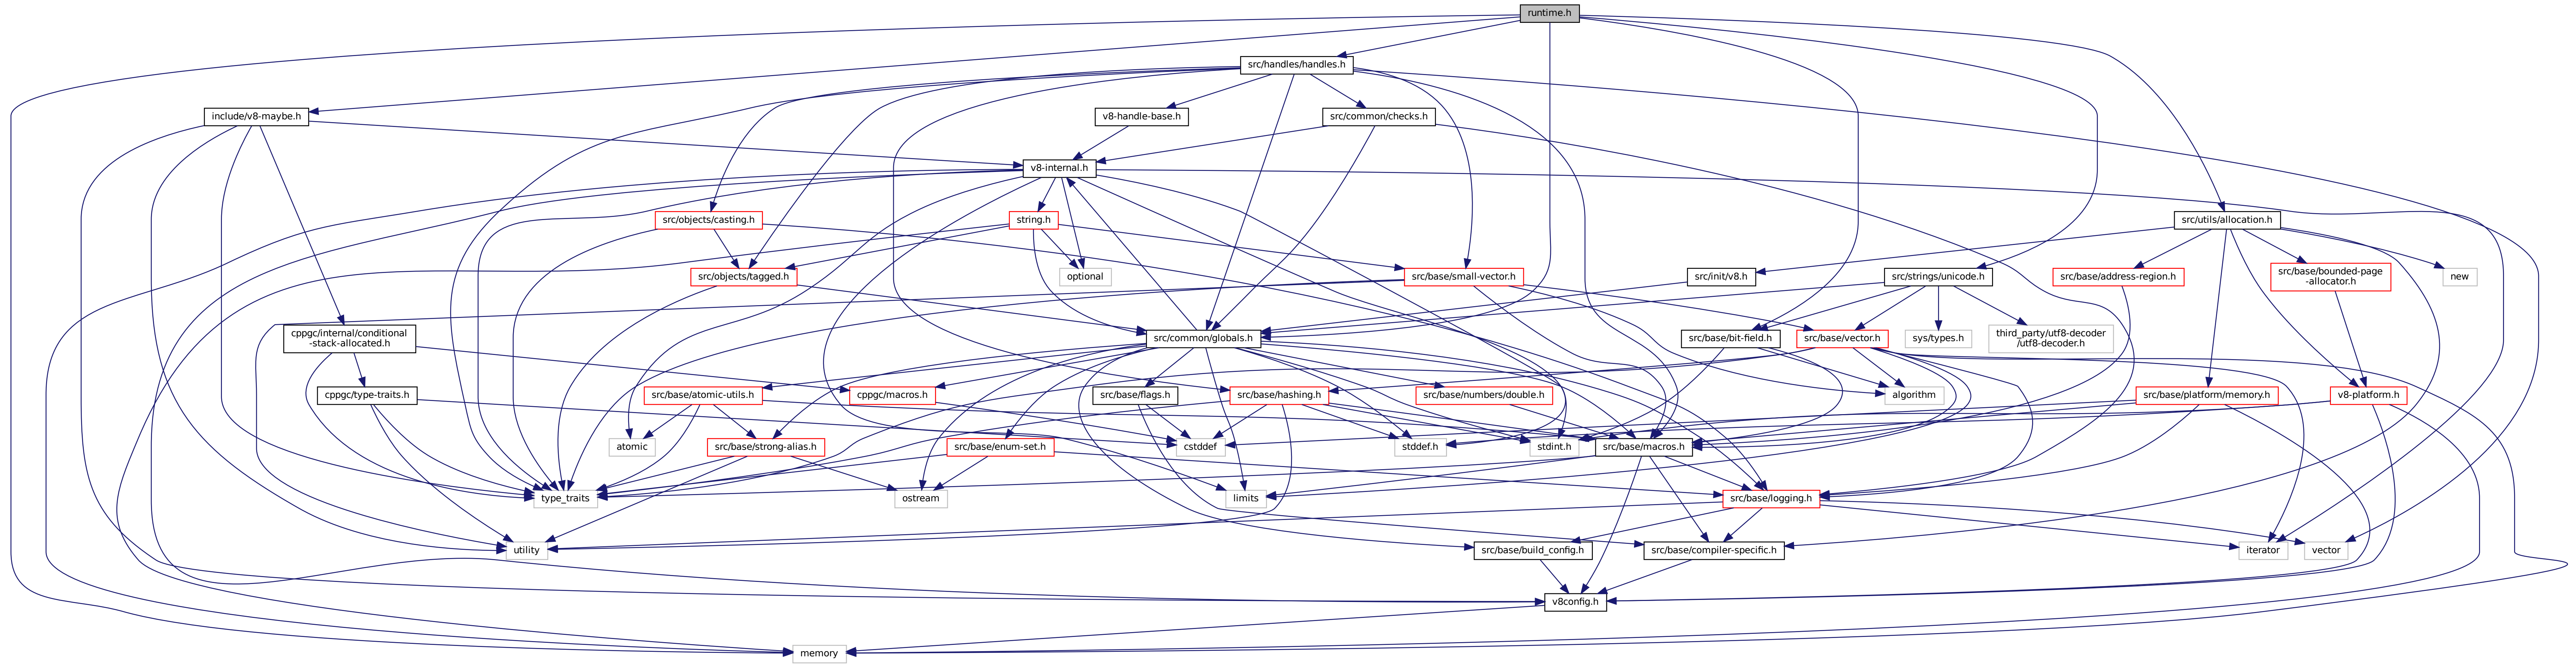 runtime.h
src/handles/handles.h
include/v8-maybe.h
v8-handle-base.h
src/common/checks.h
v8-internal.h
src/objects/casting.h
string.h
src/utils/allocation.h
src/objects/tagged.h
optional
src/base/small-vector.h
src/init/v8.h
src/strings/unicode.h
src/base/address-region.h
src/base/bounded-page
-allocator.h
new
cppgc/internal/conditional
-stack-allocated.h
src/common/globals.h
src/base/bit-field.h
src/base/vector.h
sys/types.h
third_party/utf8-decoder
/utf8-decoder.h
cppgc/type-traits.h
src/base/atomic-utils.h
cppgc/macros.h
src/base/flags.h
src/base/hashing.h
src/base/numbers/double.h
algorithm
src/base/platform/memory.h
v8-platform.h
atomic
src/base/strong-alias.h
src/base/enum-set.h
cstddef
stddef.h
stdint.h
src/base/macros.h
type_traits
ostream
limits
src/base/logging.h
utility
src/base/build_config.h
src/base/compiler-specific.h
iterator
vector
v8config.h
memory